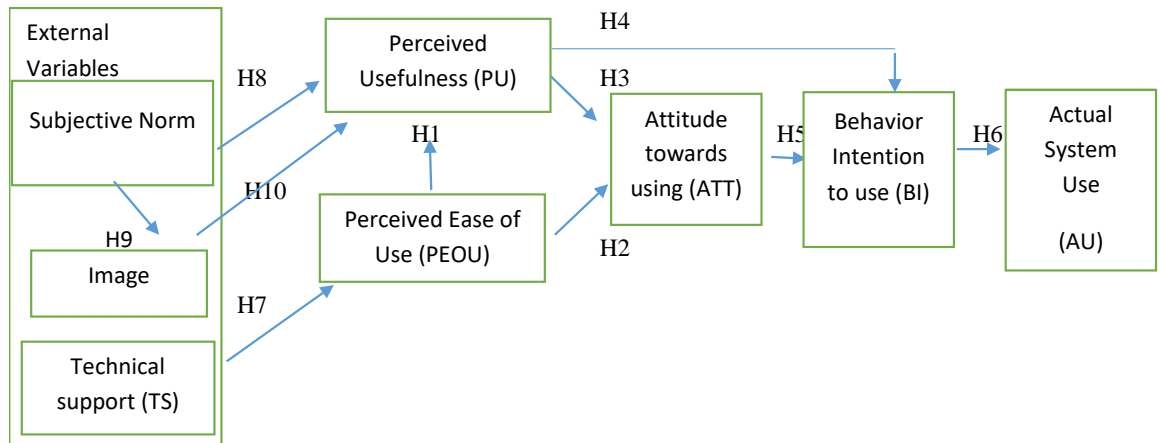 External
Variables
Subjective Norm
H9
Image
Technical
support (TS)
H8
H10
H7
Perceived
Usefulness (PU)
H1
Perceived Ease of
Use (PEOU)
H4
H3
H2
Attitude
towards
using (ATT)
H5
Behavior
Intention
to use (BI)
H6
Actual
System
Use
(AU)